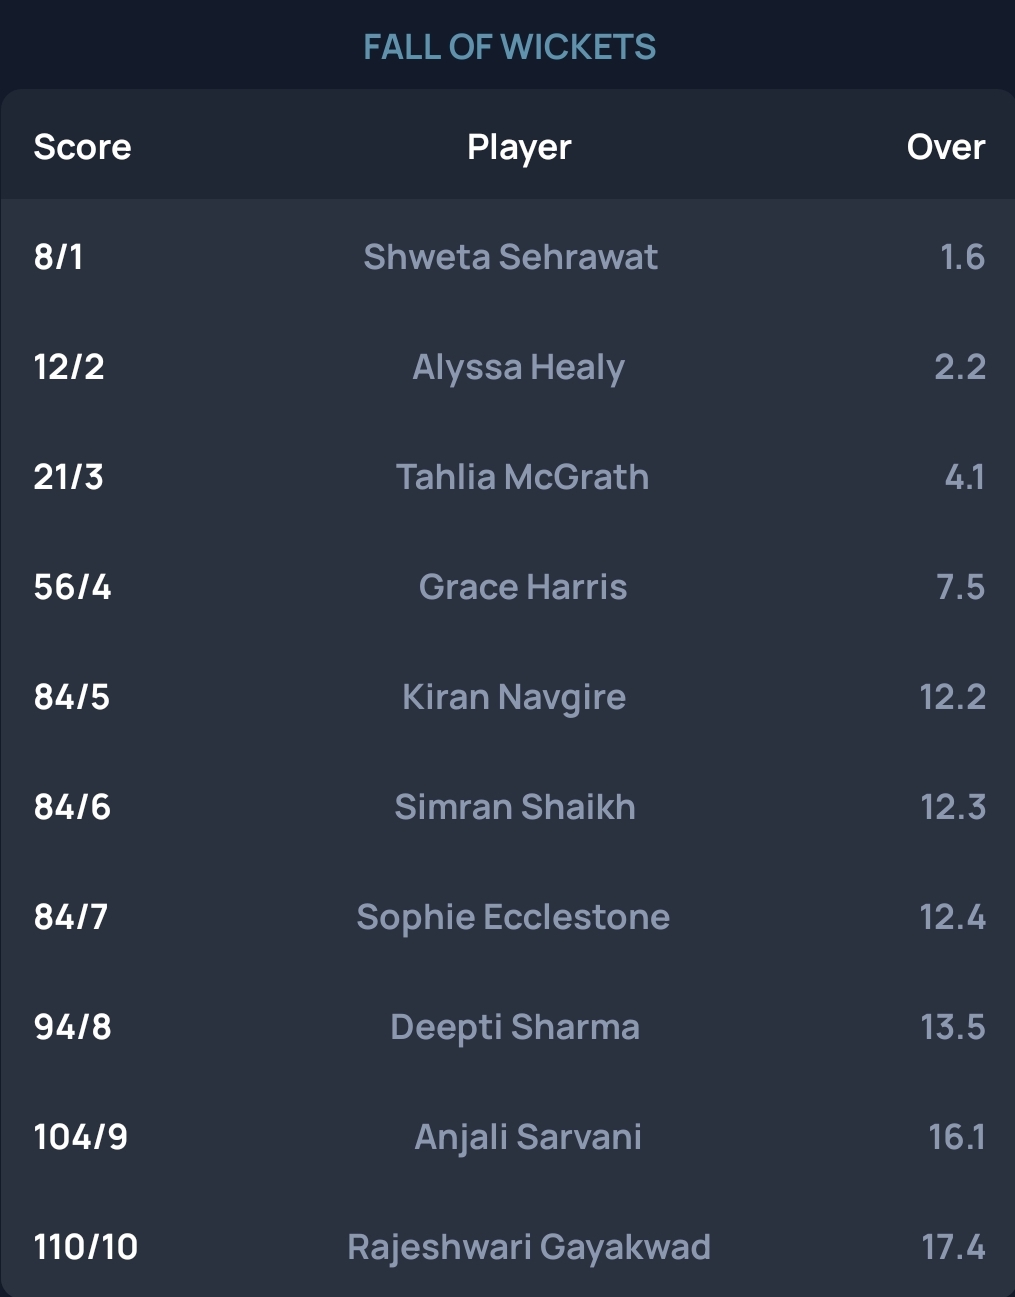 FALL OF WICKETS
Score Player Over
8/1 Shweta Sehrawat 1.6
12/2 Alyssa Healy 2.2
21/3 Tahlia McGrath 4.1
56/4 Grace Harris 7.5
84/5 Kiran Navgire 12.2
84/6 Simran Shaikh 12.3
84/7 Sophie Ecclestone 12.4
94/8 Deepti Sharma 13.5
104/9 Anjali Sarvani 16.1
110/10 Rajeshwari Gayakwad 17.4